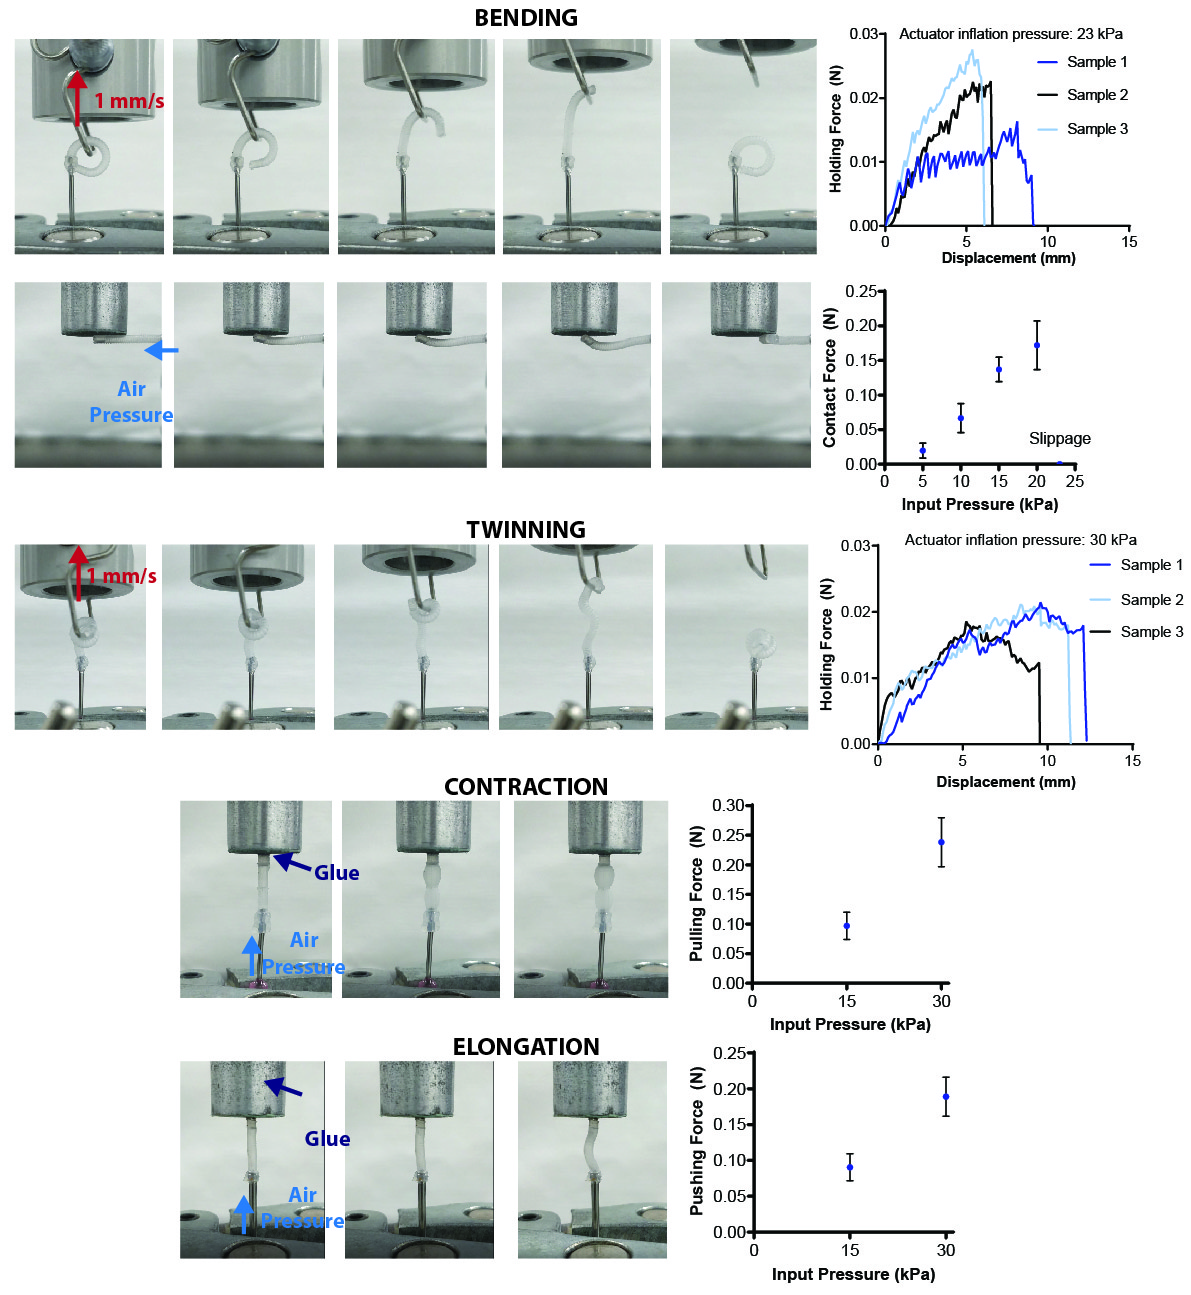 BENDING
1 mm/s
Actuator inflation pressure: 23 kPa
Sample 1
Sample 2
Sample 3
Holding Force (N)
0.03
0.02
0.01
0.00
0 5 10 15
Displacement (mm)
Air
Pressure
Contact Force (N)
0.25
0.20
0.15
0.10
0.05
0.00
Slippage
0 5 10 15 20 25
Input Pressure (kPa)
TWINNING
1 mm/s
Actuator inflation pressure: 30 kPa
Sample 1
Sample 2
Sample 3
Holding Force (N)
0.03
0.02
0.01
0.00
0 5 10 15
Displacement (mm)
CONTRACTION
Glue
Air
Pressure
Pulling Force (N)
0.30
0.25
0.20
0.15
0.10
0.05
0.00
0 15 30
Input Pressure (kPa)
ELONGATION
Glue
Air
Pressure
Pushing Force (N)
0.25
0.20
0.15
0.10
0.05
0.00
0 15 30
Input Pressure (kPa)